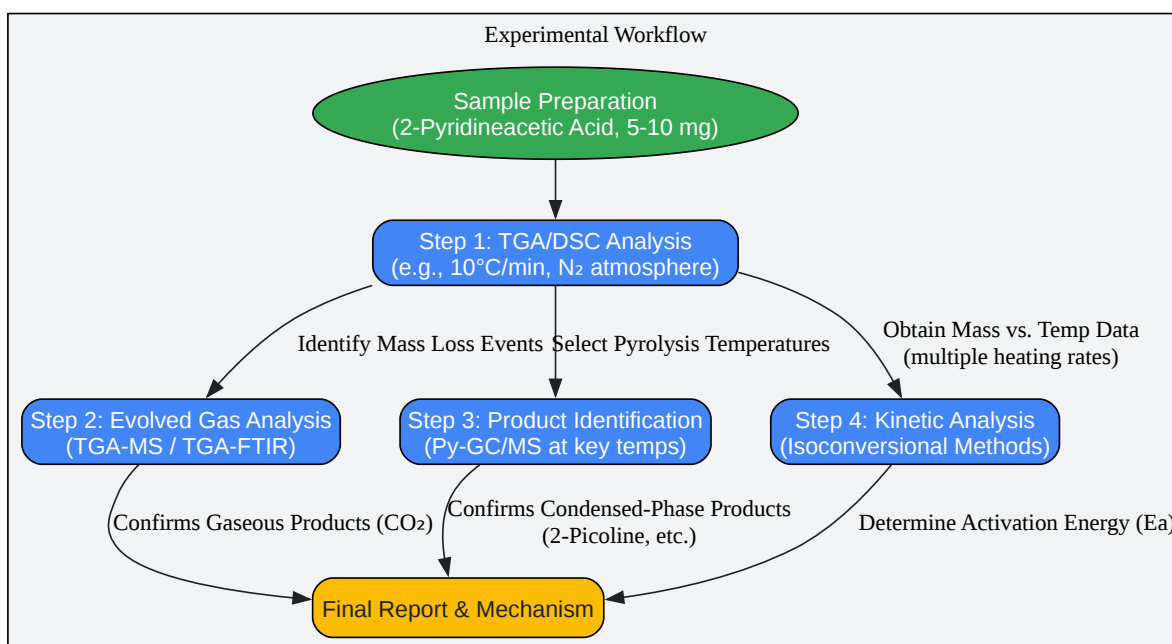 Experimental Workflow
Sample Preparation
(2-Pyridineacetic Acid, 5-10 mg)
Step 1: TGA/DSC Analysis
(e.g., 10°C/min, N₂ atmosphere)
Identify Mass Loss Events
Select Pyrolysis Temperatures
Obtain Mass vs. Temp Data
(multiple heating rates)
Step 2: Evolved Gas Analysis
(TGA-MS / TGA-FTIR)
Step 3: Product Identification
(Py-GC/MS at key temps)
Step 4: Kinetic Analysis
(Isoconversional Methods)
Confirms Gaseous Products (CO₂)
Confirms Condensed-Phase Products
(2-Picoline, etc.)
Determine Activation Energy (Ea)
Final Report & Mechanism